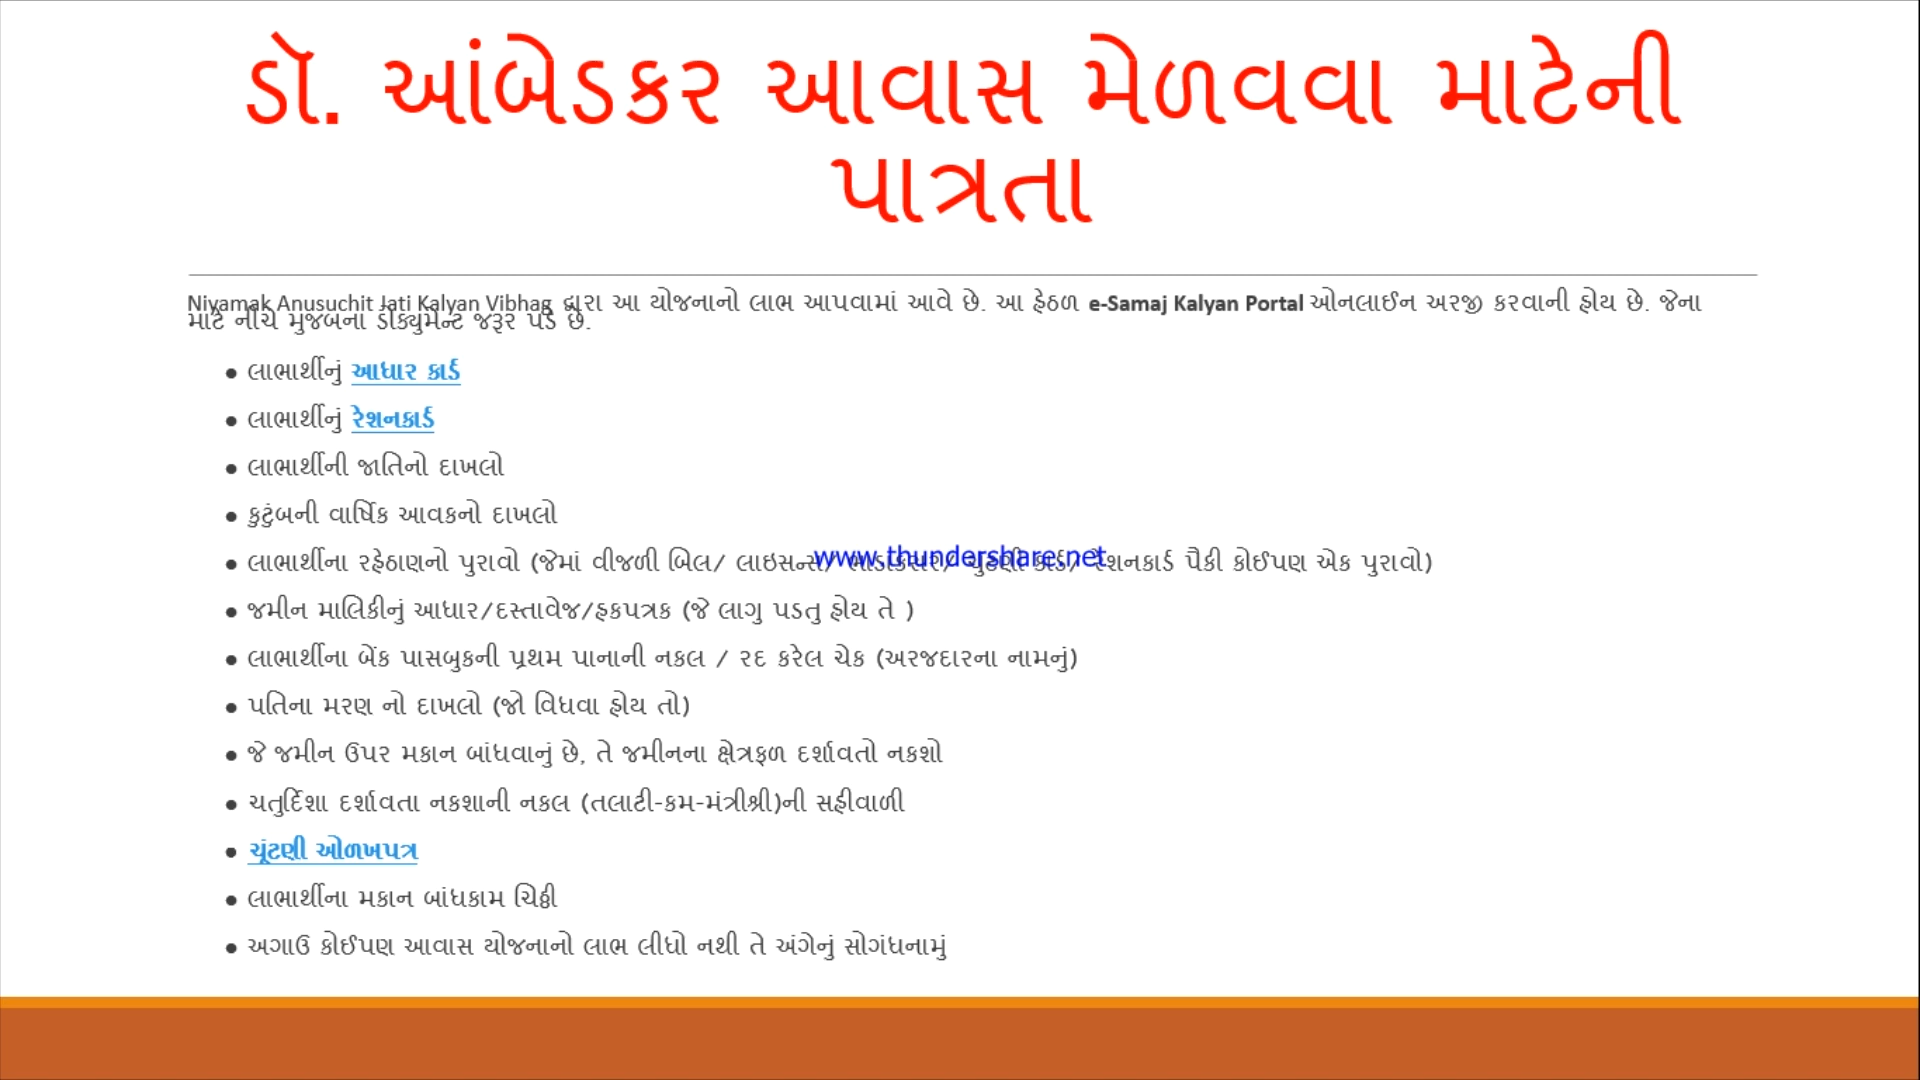 ડૉ. આંબેડકર આવાસ મેળવવા માટેની
પાત્રતા
Niyamak Anusuchit Jati Kalyan Vibhag દ્વારા આ યોજનાનો લાભ આપવામાં આવે છે. આ હેઠળ e-Samaj Kalyan Portal ઓનલાઈન અરજી કરવાની હોય છે. જેના
માટે નીચે મુજબના ડોક્યુમેન્ટ જરૂર પડે છે.
• લાભાર્થીનું આધાર કાર્ડ
• લાભાર્થીનું રેશનકાર્ડ
• લાભાર્થીની જાતિનો દાખલો
• કુટુંબની વાર્ષિક આવકનો દાખલો
• લાભાર્થીના રહેઠાણનો પુરાવો (જેમાં વીજળી બિલ/ લાઇસન્સ/ ભાડાકરાર/ ચુંટણી કાર્ડ/ રેશનકાર્ડ પૈકી કોઈપણ એક પુરાવો)
www.thundershare.net
• જમીન માલિકીનું આધાર/દસ્તાવેજ/હકપત્રક (જે લાગુ પડતુ હોય તે )
• લાભાર્થીના બેંક પાસબુકની પ્રથમ પાનાની નકલ / રદ કરેલ ચેક (અરજદારના નામનું)
• પતિના મરણ નો દાખલો (જો વિધવા હોય તો)
• જે જમીન ઉપર મકાન બાંધવાનું છે, તે જમીનના ક્ષેત્રફળ દર્શાવતો નકશો
• ચતુર્દિશા દર્શાવતા નકશાની નકલ (તલાટી-કમ-મંત્રીશ્રી)ની સહીવાળી
• ચૂંટણી ઓળખપત્ર
• લાભાર્થીના મકાન બાંધકામ ચિઠ્ઠી
• અગાઉ કોઈપણ આવાસ યોજનાનો લાભ લીધો નથી તે અંગેનું સોગંધનામું